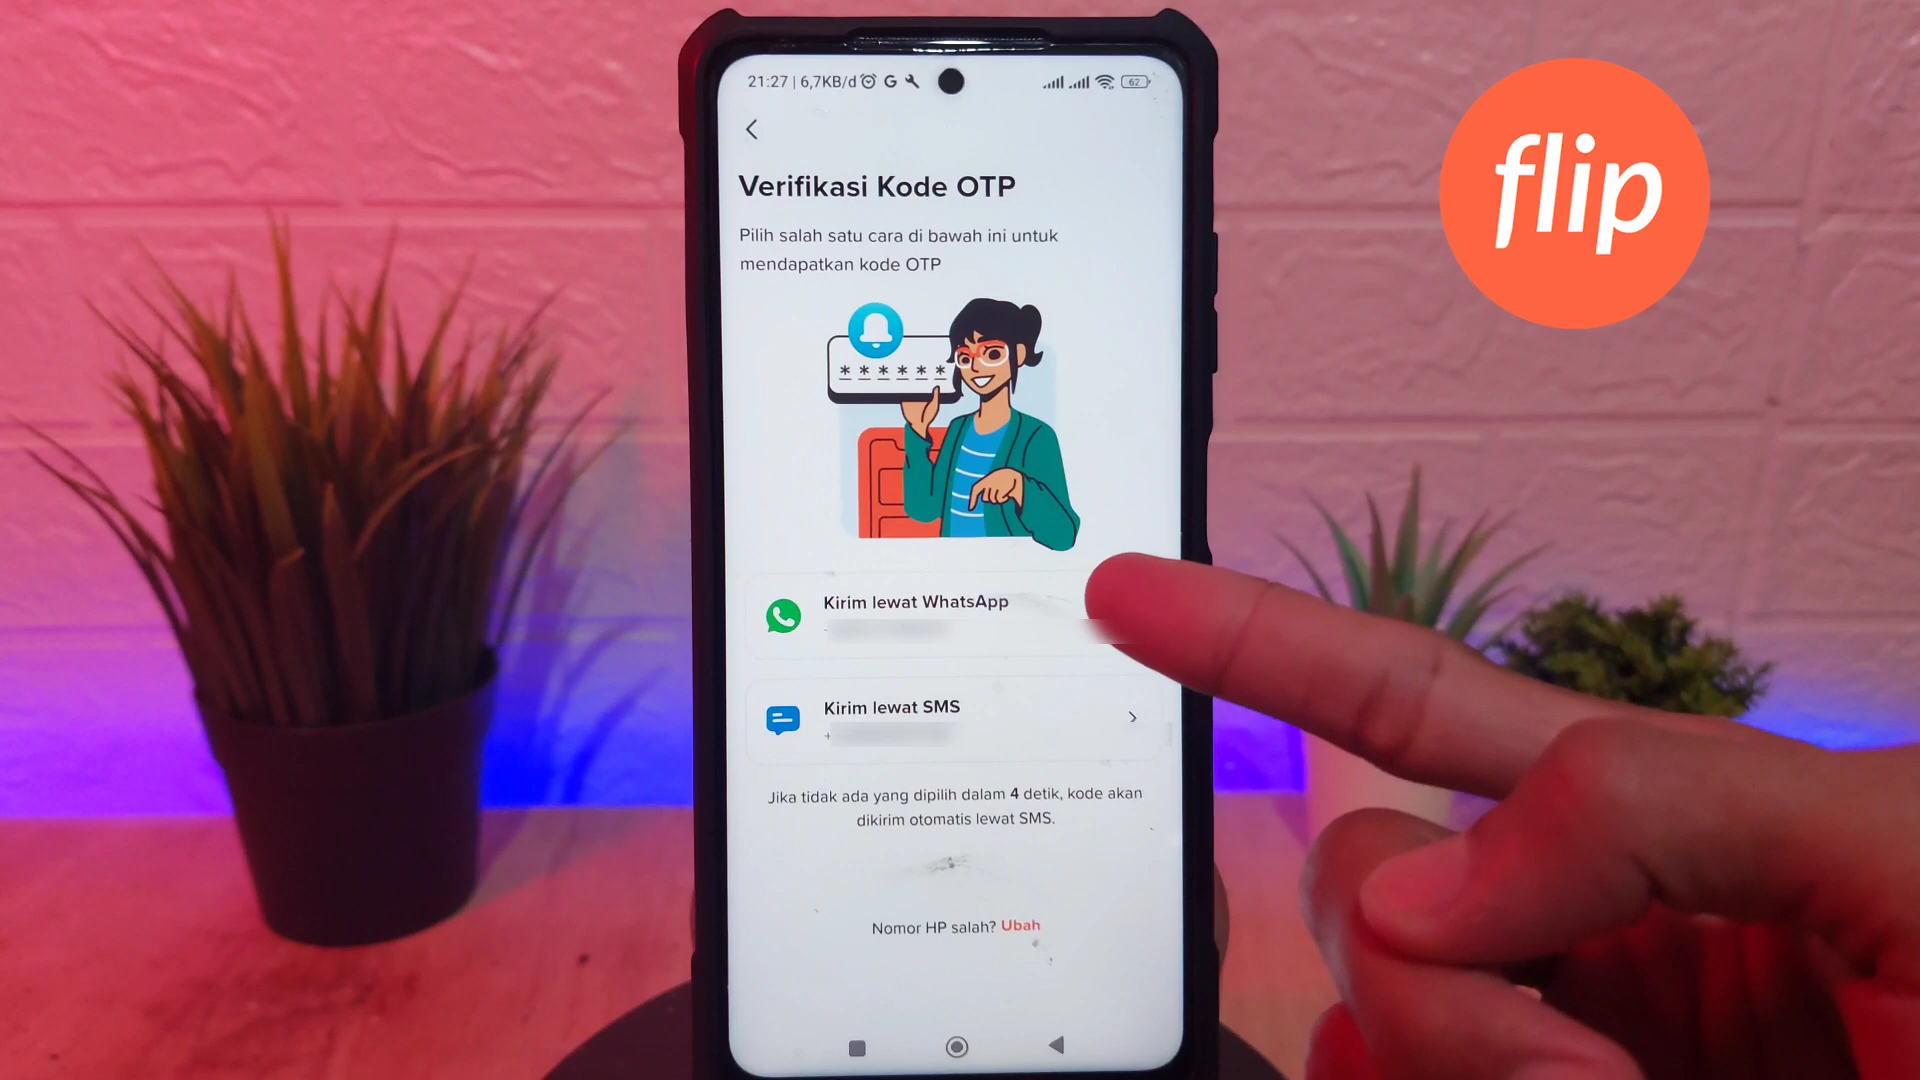 21:27 | 6,7KB/d
62
flip
Verifikasi Kode OTP
Pilih salah satu cara di bawah ini untuk
mendapatkan kode OTP
* * * * * *
Kirim lewat WhatsApp
Kirim lewat SMS
+
Jika tidak ada yang dipilih dalam 4 detik, kode akan
dikirim otomatis lewat SMS.
Nomor HP salah? Ubah